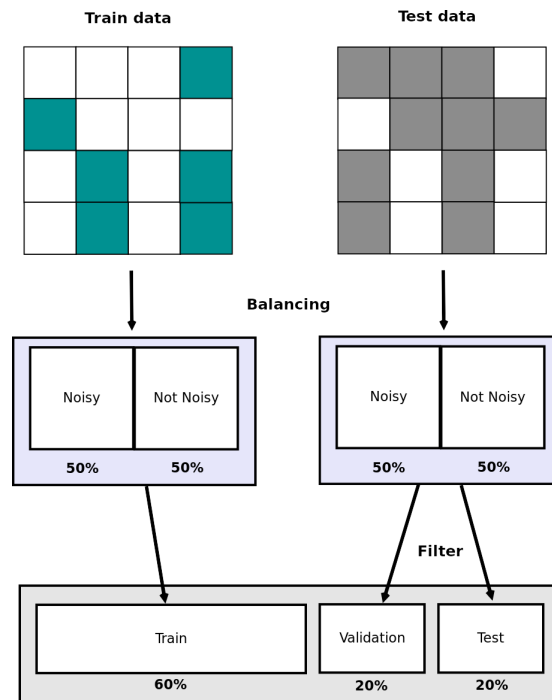 Train data
Test data
Balancing
Noisy
Not Noisy
Noisy
Not Noisy
50%
50%
50%
50%
Filter
Train
Validation
Test
60%
20%
20%